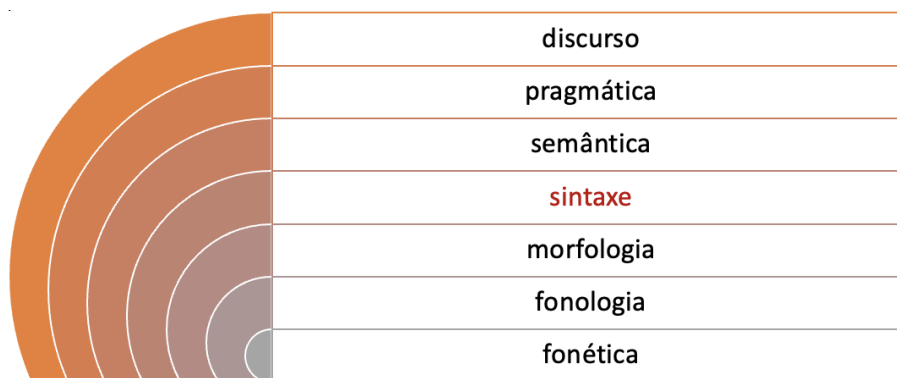 discurso
pragmática
semântica
sintaxe
morfologia
fonologia
fonética